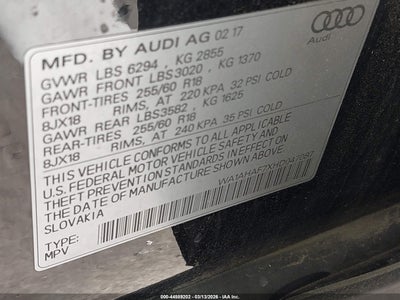 MFD. BY AUDI AG 02 17
GVWR LBS 6294 , KG 2855
GAWR FRONT LBS3020 , KG 1370
FRONT-TIRES 255/60 R18
8JX18 RIMS, AT 220 KPA 32 PSI COLD
GAWR REAR LBS3582 , KG 1625
REAR-TIRES 255/60 R18
8JX18 RIMS, AT 240 KPA 35 PSI COLD
THIS VEHICLE CONFORMS TO ALL APPLICABLE
U.S. FEDERAL MOTOR VEHICLE SAFETY AND
THEFT PREVENTION STANDARDS IN EFFECT ON
THE DATE OF MANUFACTURE SHOWN ABOVE.
SLOVAKIA
TYPE:
MPV
Audi
000-44989202 - 03/13/2026 - IAA Inc.